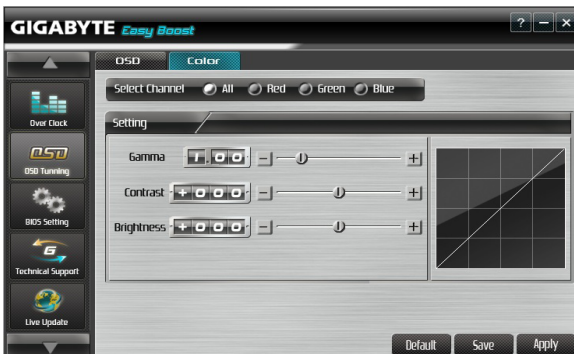 GIGABYTE Easy Boost ? – ×
OSD Color
Select Channel All Red Green Blue
Over Clock
Setting
Gamma 1.00 − +
OSD
OSD Tunning
Contrast +000 − +
BIOS Setting
Brightness +000 − +
G
Technical Support
Live Update
Default Save Apply